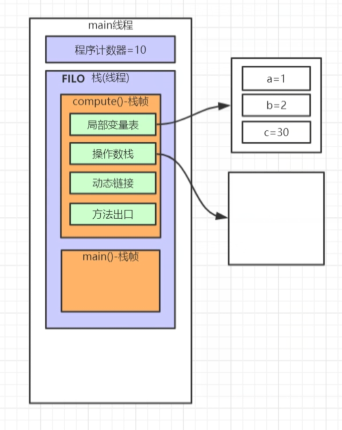 main线程
程序计数器=10
FILO 栈(线程)
compute()-栈帧
局部变量表
操作数栈
动态链接
方法出口
main()-栈帧
a=1
b=2
c=30